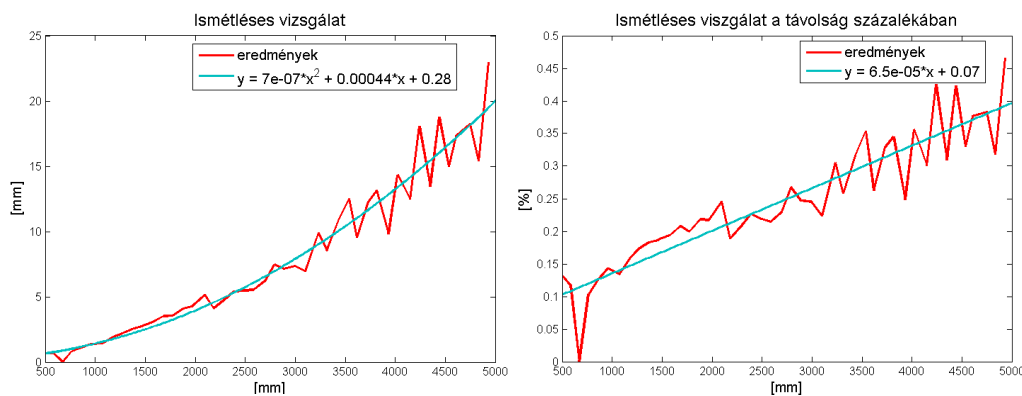 Ismétléses vizsgálat
25
20
15
10
5
0
[mm]
500 1000 1500 2000 2500 3000 3500 4000 4500 5000
[mm]
eredmények
y = 7e-07*x² + 0.00044*x + 0.28
Ismétléses viszgálat a távolság százalékában
0.5
0.45
0.4
0.35
0.3
0.25
0.2
0.15
0.1
0.05
0
[%]
500 1000 1500 2000 2500 3000 3500 4000 4500 5000
[mm]
eredmények
y = 6.5e-05*x + 0.07